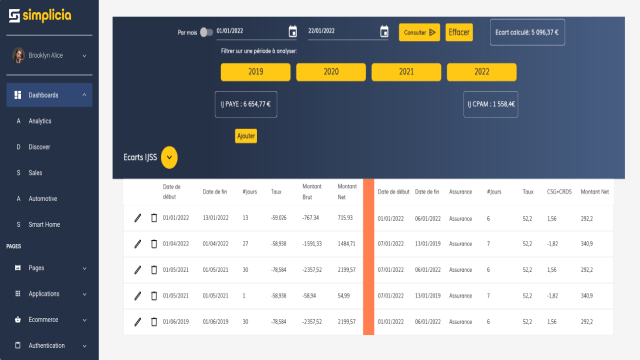 simplicia
Brooklyn Alice
Dashboards
A Analytics
D Discover
S Sales
A Automotive
S Smart Home
PAGES
Pages
Applications
Ecommerce
Authentication
Par mois 01/01/2022 22/01/2022 Consulter Effacer Ecart calculé: 5 096,37 €
Filtrer sur une période à analyser:
2019 2020 2021 2022
IJ PAYE : 6 654,77 € IJ CPAM : 1 558,4€
Ajouter
Ecarts IJSS
Date de début Date de fin #Jours Taux Montant Brut Montant Net Date de début Date de fin Assurance #Jours Taux CSG+CRDS Montant Net
01/01/2022 13/01/2022 13 -59.026 -767.34 715.93 01/01/2022 06/01/2022 Assurance 6 52,2 1,56 292,2
01/04/2022 01/04/2022 27 -58,938 -1591,33 1484,71 07/01/2022 13/01/2019 Assurance 7 52,2 -1,82 340,9
01/05/2021 01/05/2021 30 -78,584 -2357,52 2199,57 07/01/2022 06/01/2022 Assurance 6 52,2 1,56 292,2
01/05/2021 01/05/2021 1 -58,938 -58,94 54,99 07/01/2022 13/01/2019 Assurance 7 52,2 -1,82 340,9
01/06/2019 01/06/2019 30 -78,584 -2357,52 2199,57 01/01/2022 06/01/2022 Assurance 6 52,2 1,56 292,2